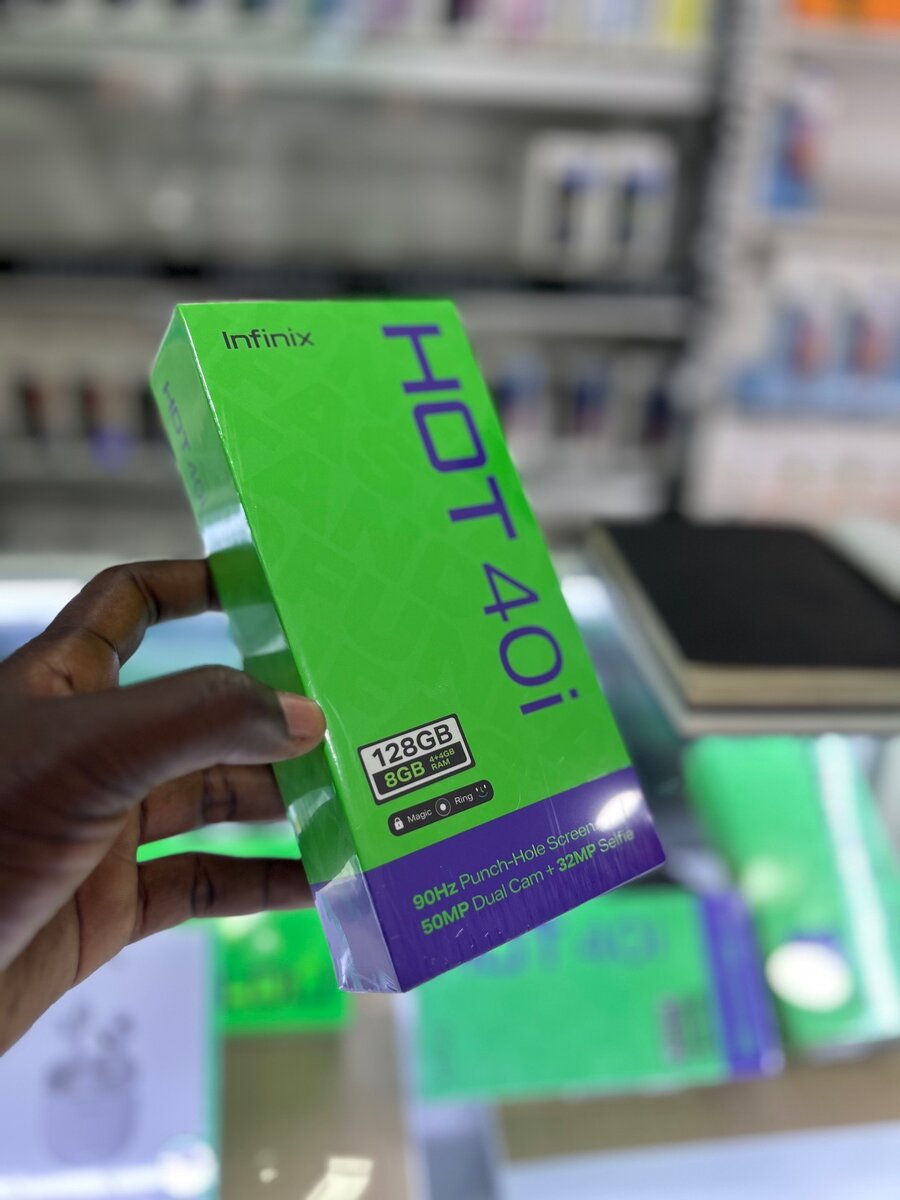 Infinix
HOT 40i
HOT 40i
128GB
8GB 4+4GB RAM
Magic Ring
90Hz Punch-Hole Screen
50MP Dual Cam + 32MP Selfie